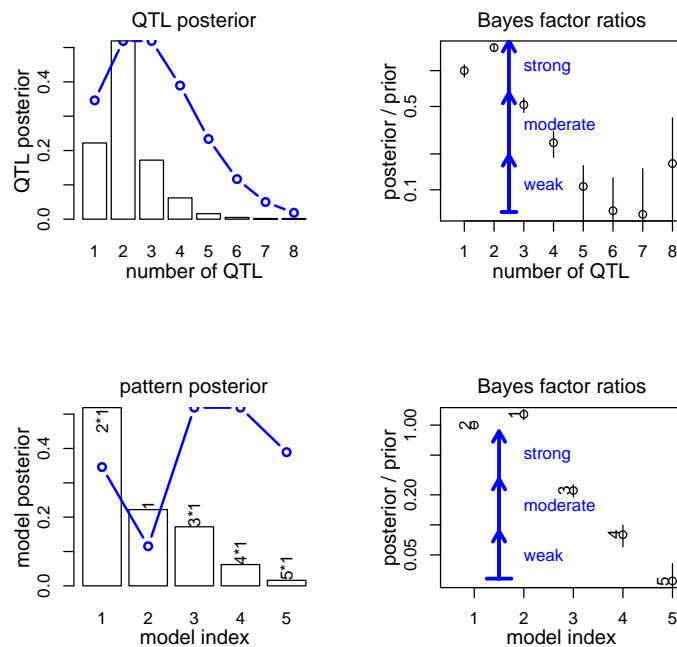 QTL posterior
QTL posterior
0.0 0.2 0.4
1 2 3 4 5 6 7 8
number of QTL
Bayes factor ratios
posterior / prior
0.1 0.5
strong
moderate
weak
1 2 3 4 5 6 7 8
number of QTL
pattern posterior
model posterior
0.0 0.2 0.4
2*1
1
3*1
4*1
5*1
1 2 3 4 5
model index
Bayes factor ratios
posterior / prior
0.05 0.20 1.00
2
1
3
4
5
strong
moderate
weak
1 2 3 4 5
model index